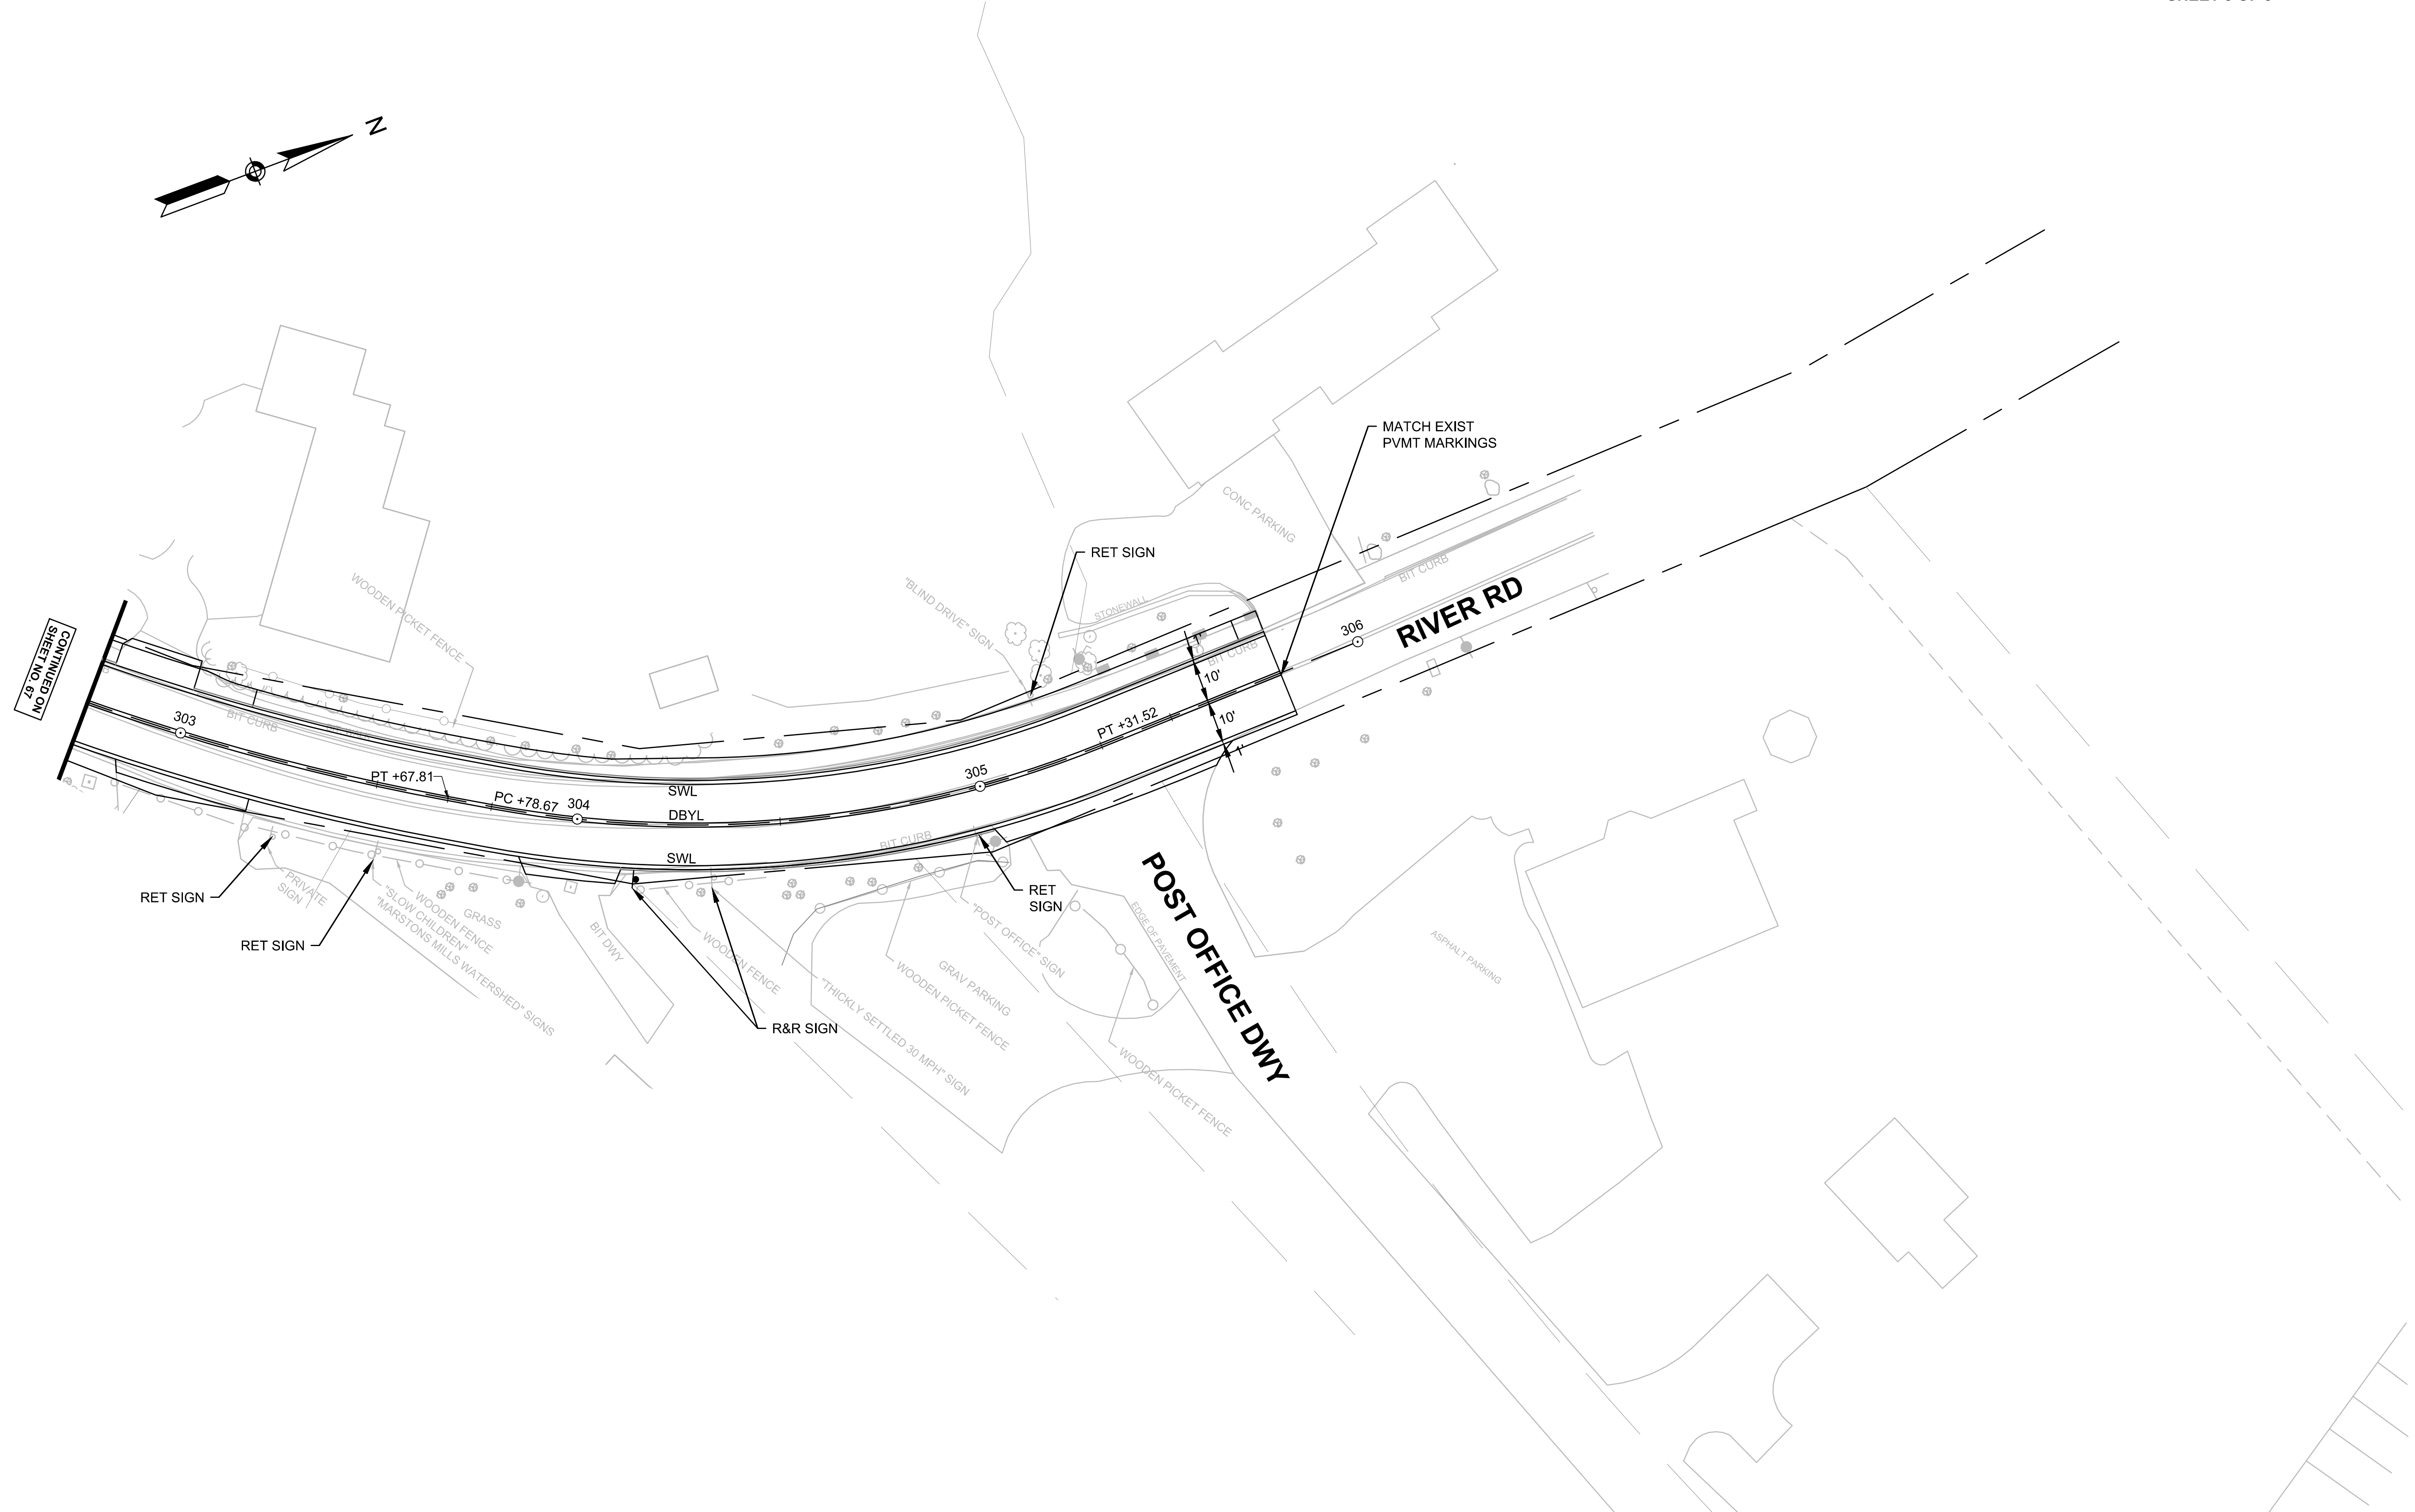 N
MATCH EXIST
PVMT MARKINGS
CONC PARKING
RET SIGN
"BLIND DRIVE" SIGN
STONEWALL
BIT CURB
RIVER RD
306
WOODEN PICKET FENCE
CONTINUED ON
SHEET NO. 67
303
BIT CURB
1'
BIT CURB
10'
10'
1'
PT +31.52
305
PT +67.81
PC +78.67
304
SWL
DBYL
SWL
BIT CURB
RET SIGN
PRIVATE
SIGN
RET SIGN
"SLOW CHILDREN"
"MARSTONS MILLS WATERSHED" SIGNS
WOODEN FENCE
GRASS
BIT DWY
WOODEN FENCE
R&R SIGN
"THICKLY SETTLED 30 MPH" SIGN
WOODEN PICKET FENCE
GRAV PARKING
"POST OFFICE" SIGN
RET
SIGN
EDGE OF PAVEMENT
WOODEN PICKET FENCE
POST OFFICE DWY
ASPHALT PARKING